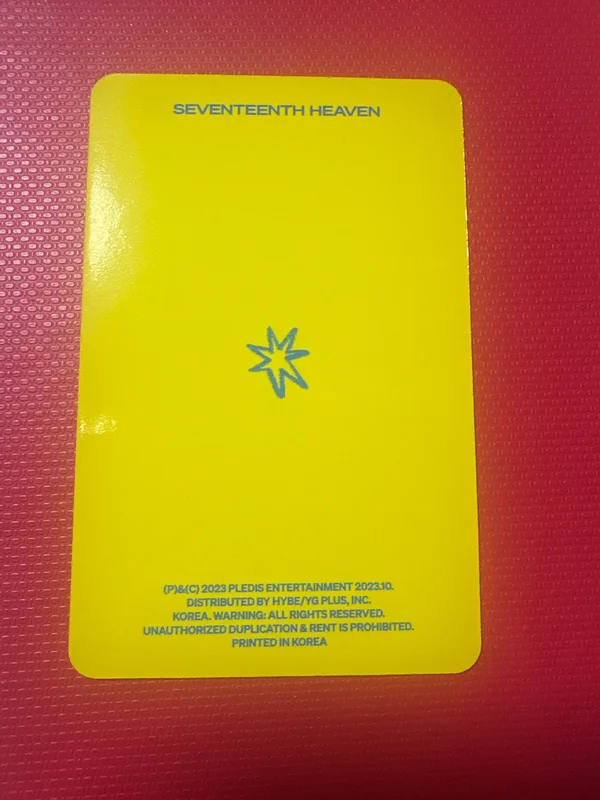 SEVENTEENTH HEAVEN
(P)&(C) 2023 PLEDIS ENTERTAINMENT 2023.10.
DISTRIBUTED BY HYBE/YG PLUS, INC.
KOREA. WARNING: ALL RIGHTS RESERVED.
UNAUTHORIZED DUPLICATION & RENT IS PROHIBITED.
PRINTED IN KOREA